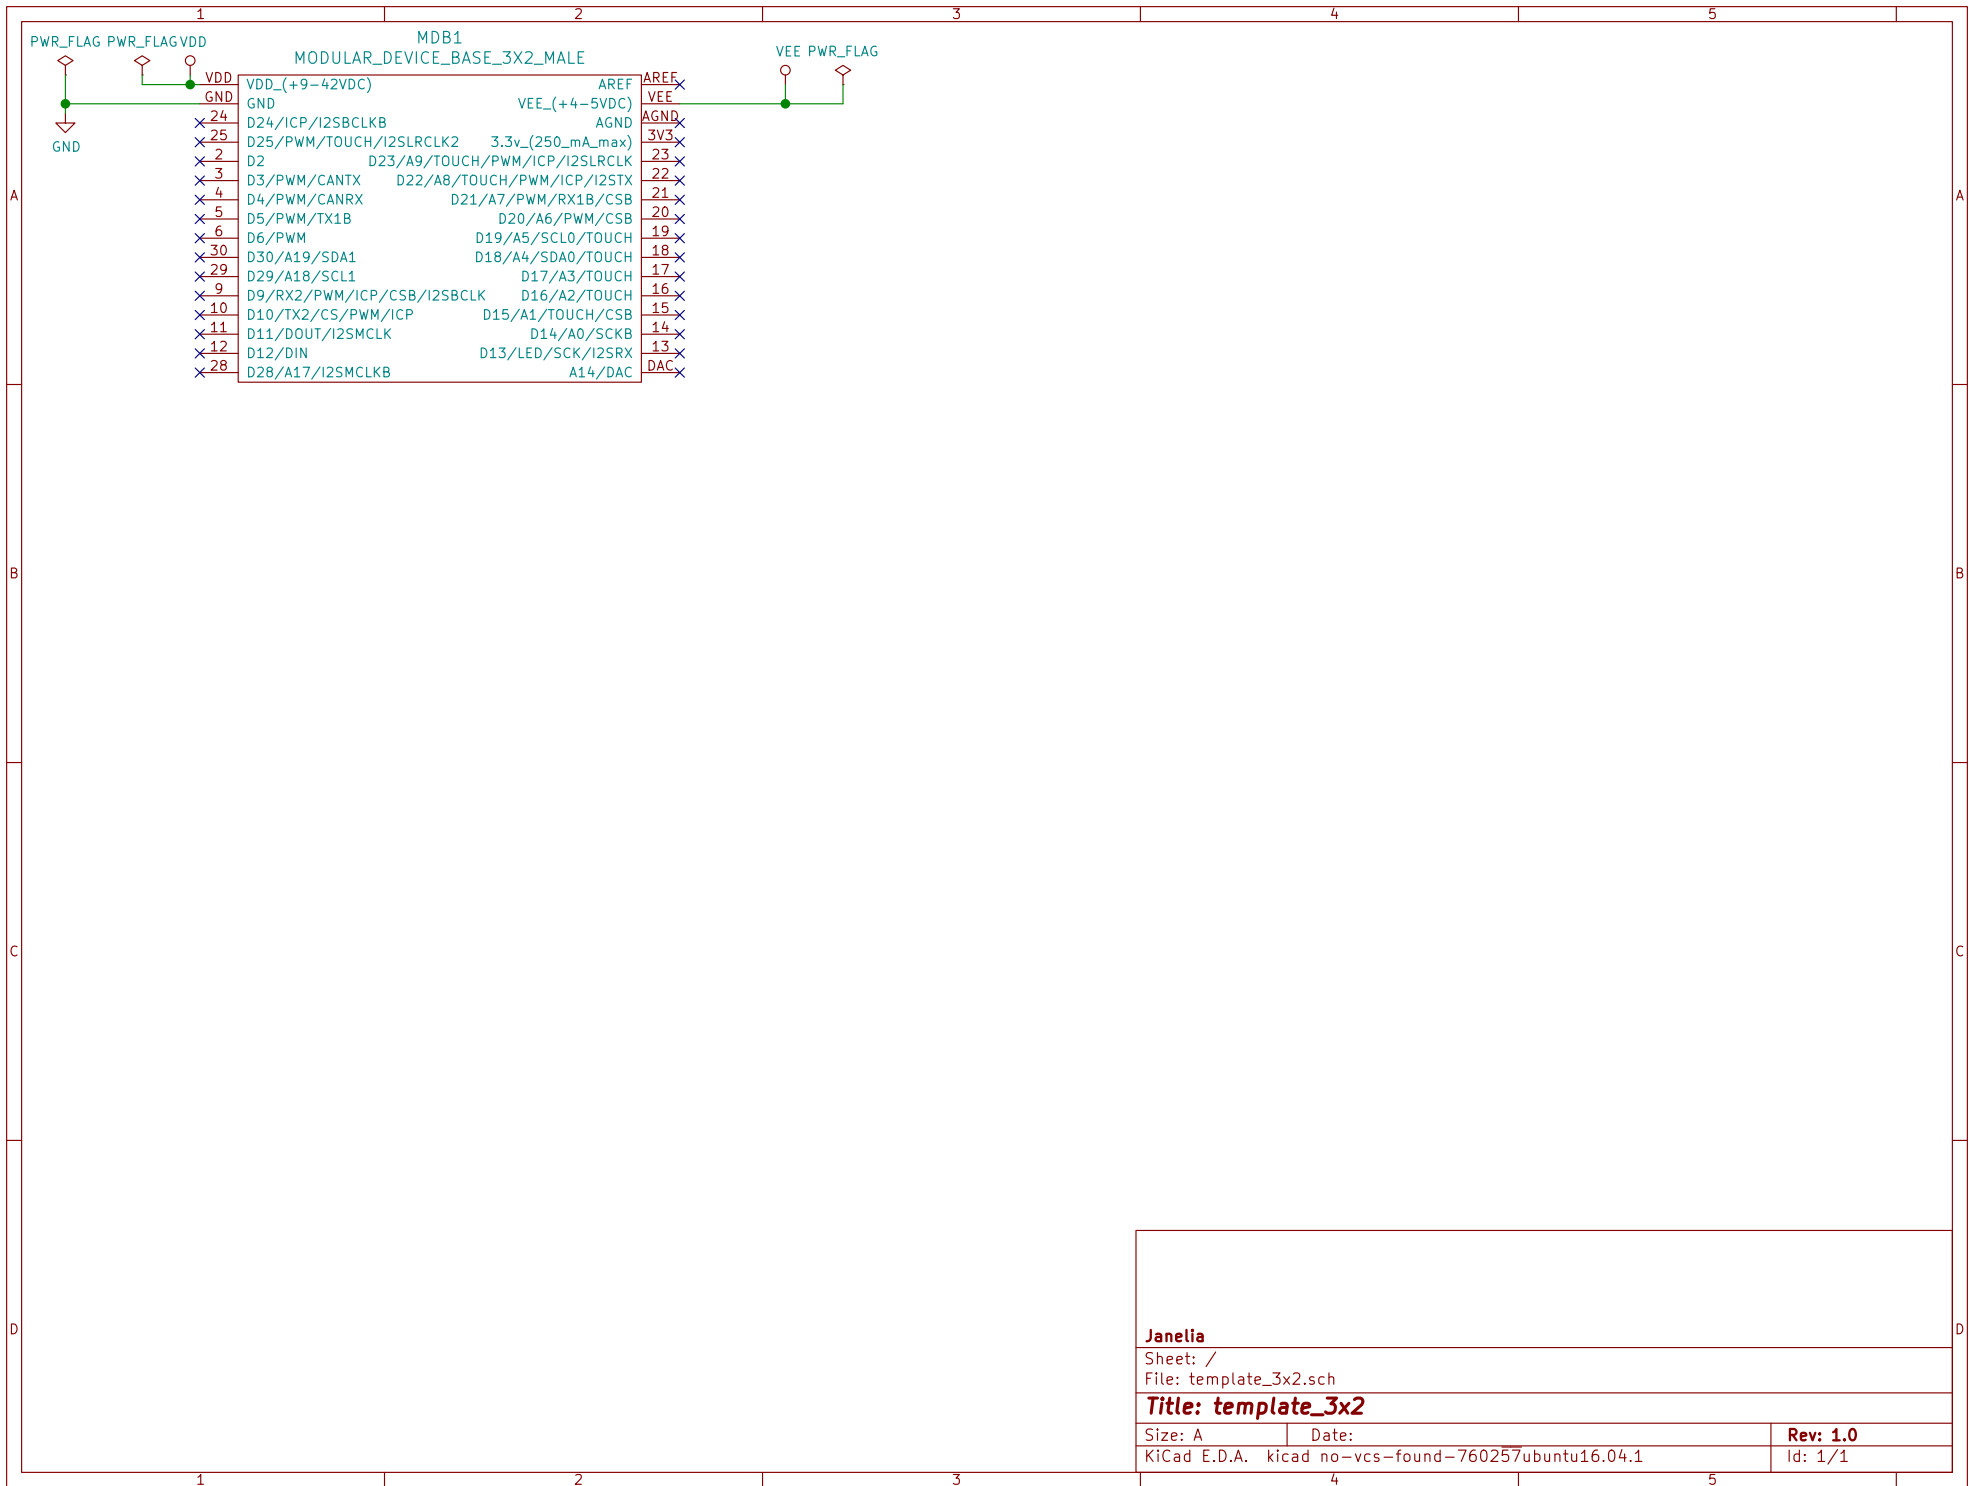 1 2 3 4 5
PWR_FLAG PWR_FLAG VDD
MDB1
MODULAR_DEVICE_BASE_3X2_MALE
VEE PWR_FLAG
VDD VDD_(+9-42VDC) AREF AREF
GND GND VEE_(+4-5VDC) VEE
24 D24/ICP/I2SBCLKB AGND AGND
25 D25/PWM/TOUCH/I2SLRCLK2 3.3v_(250_mA_max) 3V3
GND
2 D2 D23/A9/TOUCH/PWM/ICP/I2SLRCLK 23
3 D3/PWM/CANTX D22/A8/TOUCH/PWM/ICP/I2STX 22
A 4 D4/PWM/CANRX D21/A7/PWM/RX1B/CSB 21 A
5 D5/PWM/TX1B D20/A6/PWM/CSB 20
6 D6/PWM D19/A5/SCL0/TOUCH 19
30 D30/A19/SDA1 D18/A4/SDA0/TOUCH 18
29 D29/A18/SCL1 D17/A3/TOUCH 17
9 D9/RX2/PWM/ICP/CSB/I2SBCLK D16/A2/TOUCH 16
10 D10/TX2/CS/PWM/ICP D15/A1/TOUCH/CSB 15
11 D11/DOUT/I2SMCLK D14/A0/SCKB 14
12 D12/DIN D13/LED/SCK/I2SRX 13
28 D28/A17/I2SMCLKB A14/DAC DAC
B B
C C
D D
Janelia
Sheet: /
File: template_3x2.sch
Title: template_3x2
Size: A Date: Rev: 1.0
KiCad E.D.A. kicad no-vcs-found-760257ubuntu16.04.1 Id: 1/1
1 2 3 4 5